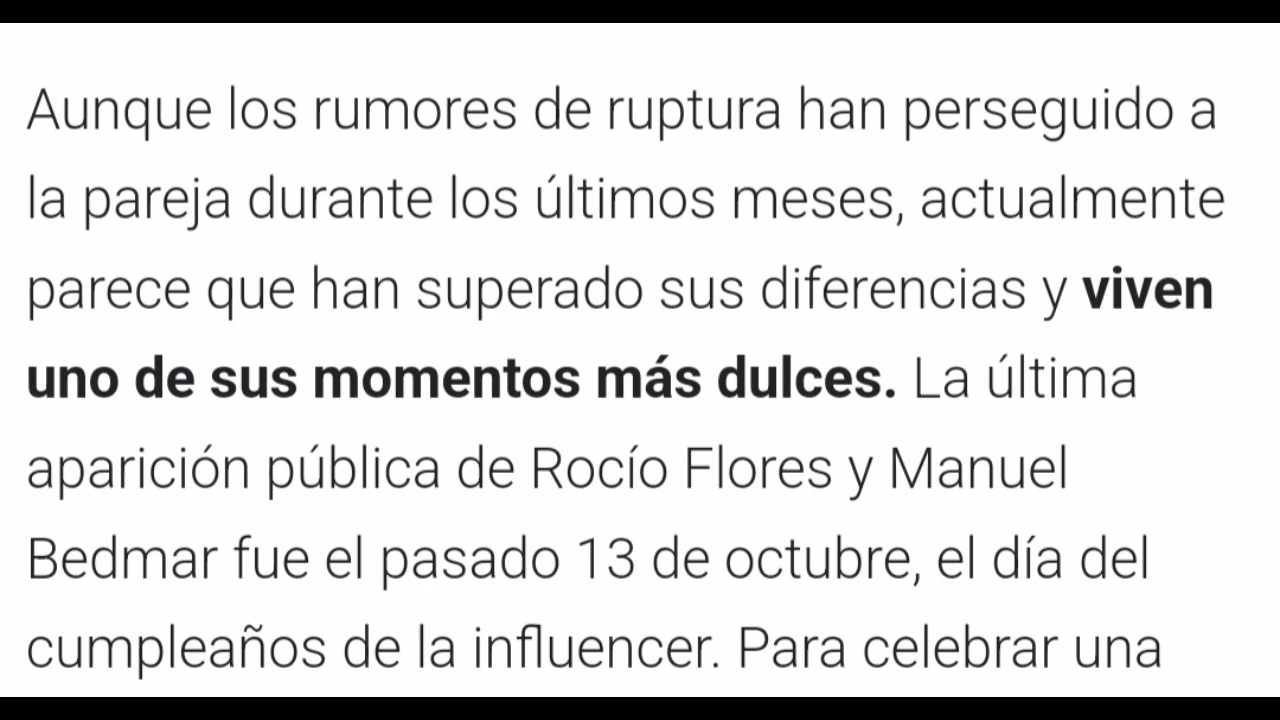 Aunque los rumores de ruptura han perseguido a
la pareja durante los últimos meses, actualmente
parece que han superado sus diferencias y viven
uno de sus momentos más dulces. La última
aparición pública de Rocío Flores y Manuel
Bedmar fue el pasado 13 de octubre, el día del
cumpleaños de la influencer. Para celebrar una